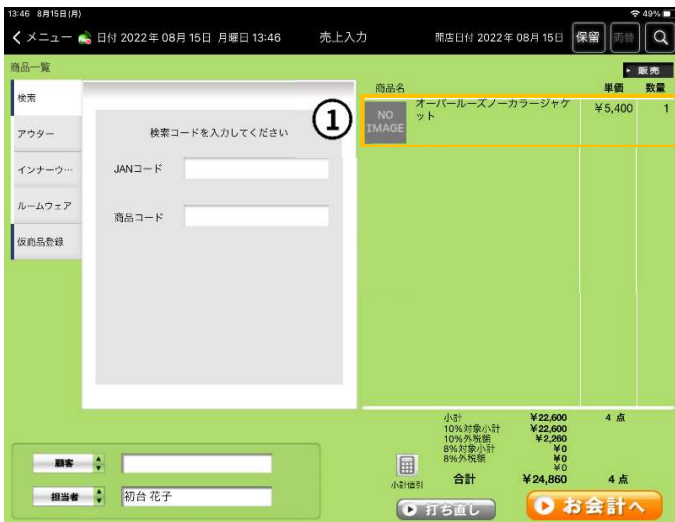 13:46 8月15日(月)
49%
メニュー 日付 2022年 08月 15日 月曜日 13:46 売上入力 開店日付 2022年 08月 15日 保留 両替
商品一覧
販売
商品名 単価 数量
検索
アウター
インナーウ…
ルームウェア
仮商品登録
検索コードを入力してください
JANコード
商品コード
①
NO IMAGE
オーバールーズノーカラージャケット ¥5,400 1
小計 ¥22,600 4 点
10%対象小計 ¥22,600
10%外税額 ¥2,260
8%対象小計 ¥0
8%外税額 ¥0
¥0
合計 ¥24,860 4 点
小計値引
顧客
担当者 初台 花子
打ち直し
お会計へ